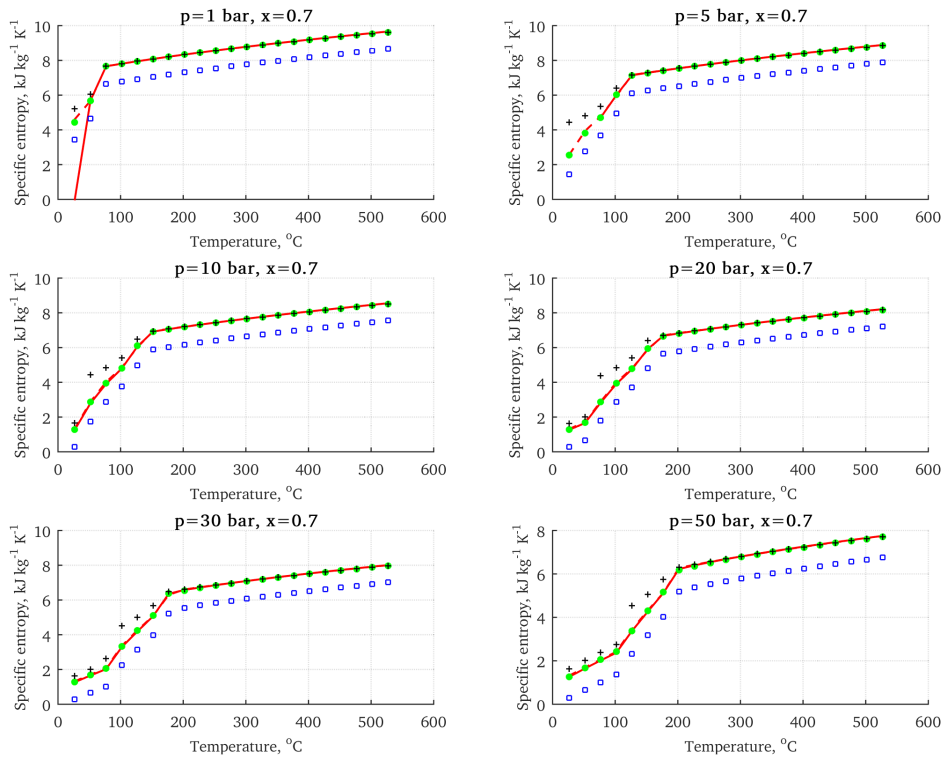 p=1 bar, x=0.7
Specific entropy, kJ kg-1 K-1
10
8
6
4
2
0
0 100 200 300 400 500 600
Temperature, oC
p=5 bar, x=0.7
Specific entropy, kJ kg-1 K-1
10
8
6
4
2
0
0 100 200 300 400 500 600
Temperature, oC
p=10 bar, x=0.7
Specific entropy, kJ kg-1 K-1
10
8
6
4
2
0
0 100 200 300 400 500 600
Temperature, oC
p=20 bar, x=0.7
Specific entropy, kJ kg-1 K-1
10
8
6
4
2
0
0 100 200 300 400 500 600
Temperature, oC
p=30 bar, x=0.7
Specific entropy, kJ kg-1 K-1
10
8
6
4
2
0
0 100 200 300 400 500 600
Temperature, oC
p=50 bar, x=0.7
Specific entropy, kJ kg-1 K-1
8
6
4
2
0
0 100 200 300 400 500 600
Temperature, oC